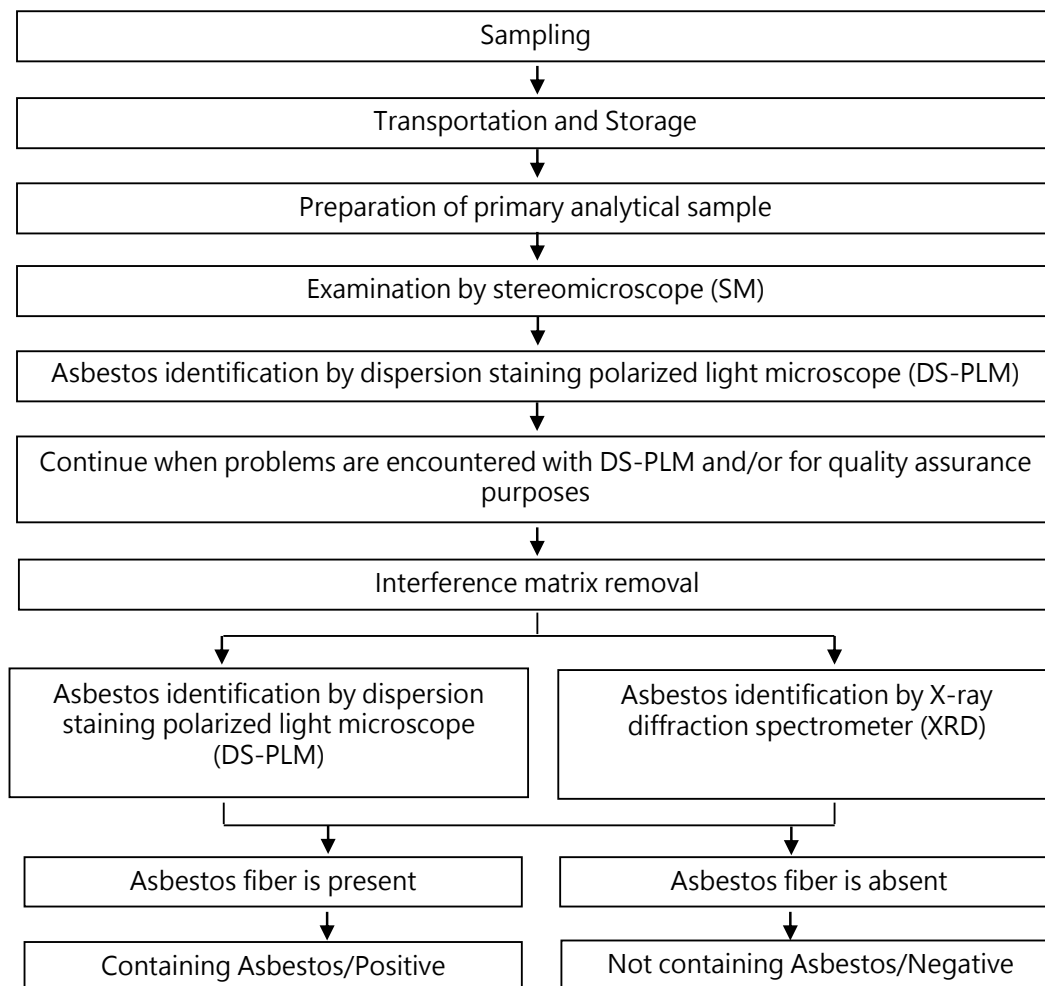 Sampling
Transportation and Storage
Preparation of primary analytical sample
Examination by stereomicroscope (SM)
Asbestos identification by dispersion staining polarized light microscope (DS-PLM)
Continue when problems are encountered with DS-PLM and/or for quality assurance
purposes
Interference matrix removal
Asbestos identification by dispersion
staining polarized light microscope
(DS-PLM)
Asbestos identification by X-ray
diffraction spectrometer (XRD)
Asbestos fiber is present
Asbestos fiber is absent
Containing Asbestos/Positive
Not containing Asbestos/Negative